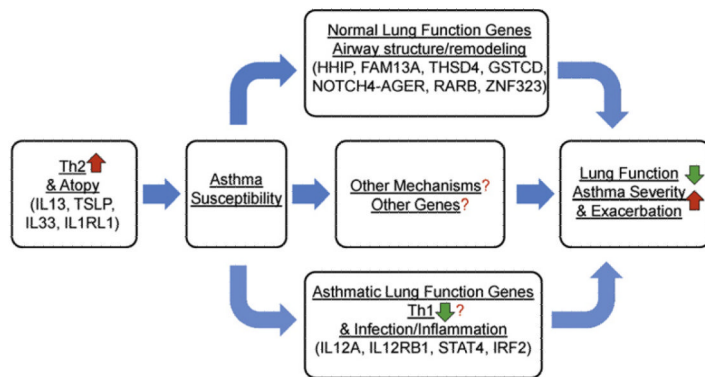 Normal Lung Function Genes
Airway structure/remodeling
(HHIP, FAM13A, THSD4, GSTCD,
NOTCH4-AGER, RARB, ZNF323)
Th2
& Atopy
(IL13, TSLP,
IL33, IL1RL1)
Asthma
Susceptibility
Other Mechanisms?
Other Genes?
Lung Function
Asthma Severity
& Exacerbation
Asthmatic Lung Function Genes
Th1 ?
& Infection/Inflammation
(IL12A, IL12RB1, STAT4, IRF2)